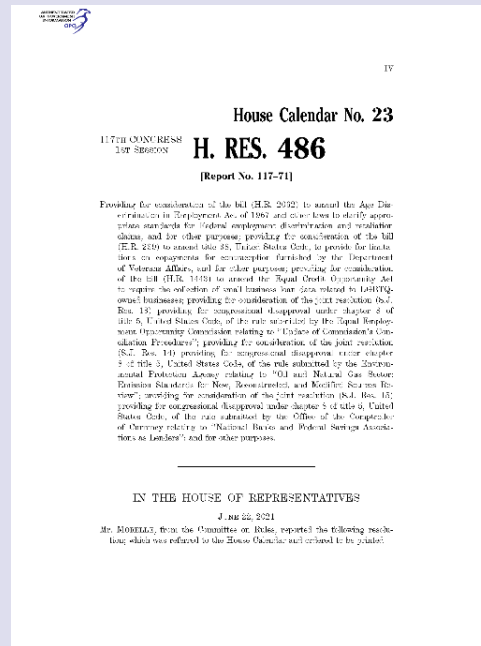 AUTHENTICATED
U.S. GOVERNMENT
INFORMATION
GPO
IV
House Calendar No. 23
117TH CONGRESS
1ST SESSION
H. RES. 486
[Report No. 117–71]
Providing for consideration of the bill (H.R. 2062) to amend the Age Dis-
crimination in Employment Act of 1967 and other laws to clarify appro-
priate standards for Federal employment discrimination and retaliation
claims, and for other purposes; providing for consideration of the bill
(H.R. 239) to amend title 38, United States Code, to provide for limita-
tions on copayments for contraception furnished by the Department
of Veterans Affairs, and for other purposes; providing for consideration
of the bill (H.R. 1443) to amend the Equal Credit Opportunity Act
to require the collection of small business loan data related to LGBTQ-
owned businesses; providing for consideration of the joint resolution (S.J.
Res. 13) providing for congressional disapproval under chapter 8 of
title 5, United States Code, of the rule submitted by the Equal Employ-
ment Opportunity Commission relating to "Update of Commission's Con-
ciliation Procedures"; providing for consideration of the joint resolution
(S.J. Res. 14) providing for congressional disapproval under chapter
8 of title 5, United States Code, of the rule submitted by the Environ-
mental Protection Agency relating to "Oil and Natural Gas Sector:
Emission Standards for New, Reconstructed, and Modified Sources Re-
view"; providing for consideration of the joint resolution (S.J. Res. 15)
providing for congressional disapproval under chapter 8 of title 5, United
States Code, of the rule submitted by the Office of the Comptroller
of Currency relating to "National Banks and Federal Savings Associa-
tions as Lenders"; and for other purposes.
IN THE HOUSE OF REPRESENTATIVES
JUNE 22, 2021
Mr. MORELLE, from the Committee on Rules, reported the following resolu-
tion; which was referred to the House Calendar and ordered to be printed